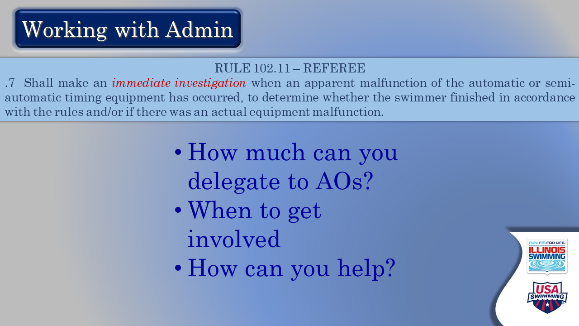 Working with Admin
RULE 102.11 – REFEREE
.7 Shall make an immediate investigation when an apparent malfunction of the automatic or semi-
automatic timing equipment has occurred, to determine whether the swimmer finished in accordance
with the rules and/or if there was an actual equipment malfunction.
• How much can you
delegate to AOs?
• When to get
involved
• How can you help?
ILLINOIS
SWIMMING
USA
SWIMMING